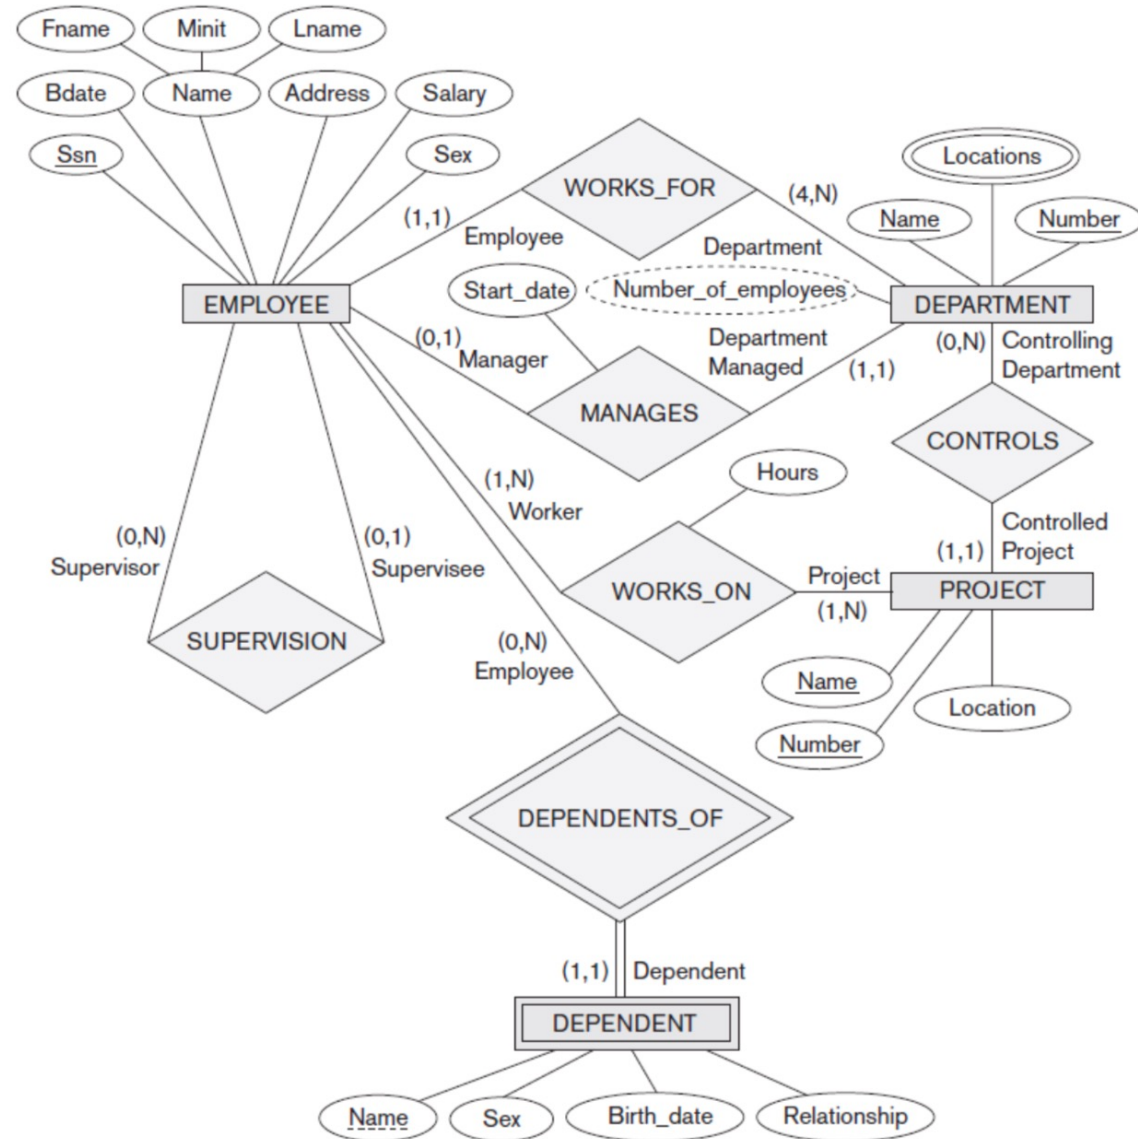 Fname
Minit
Lname
Bdate
Name
Address
Salary
Ssn
Sex
WORKS_FOR
Locations
Name
Number
(1,1)
Employee
(4,N)
Department
Start_date
Number_of_employees
EMPLOYEE
DEPARTMENT
(0,1)
Manager
Department
Managed
(1,1)
(0,N)
Controlling
Department
MANAGES
CONTROLS
Hours
(1,N)
Worker
(0,N)
Supervisor
(0,1)
Supervisee
Controlled
Project
(1,1)
WORKS_ON
Project
(1,N)
PROJECT
SUPERVISION
(0,N)
Employee
Name
Location
Number
DEPENDENTS_OF
(1,1)
Dependent
DEPENDENT
Name
Sex
Birth_date
Relationship